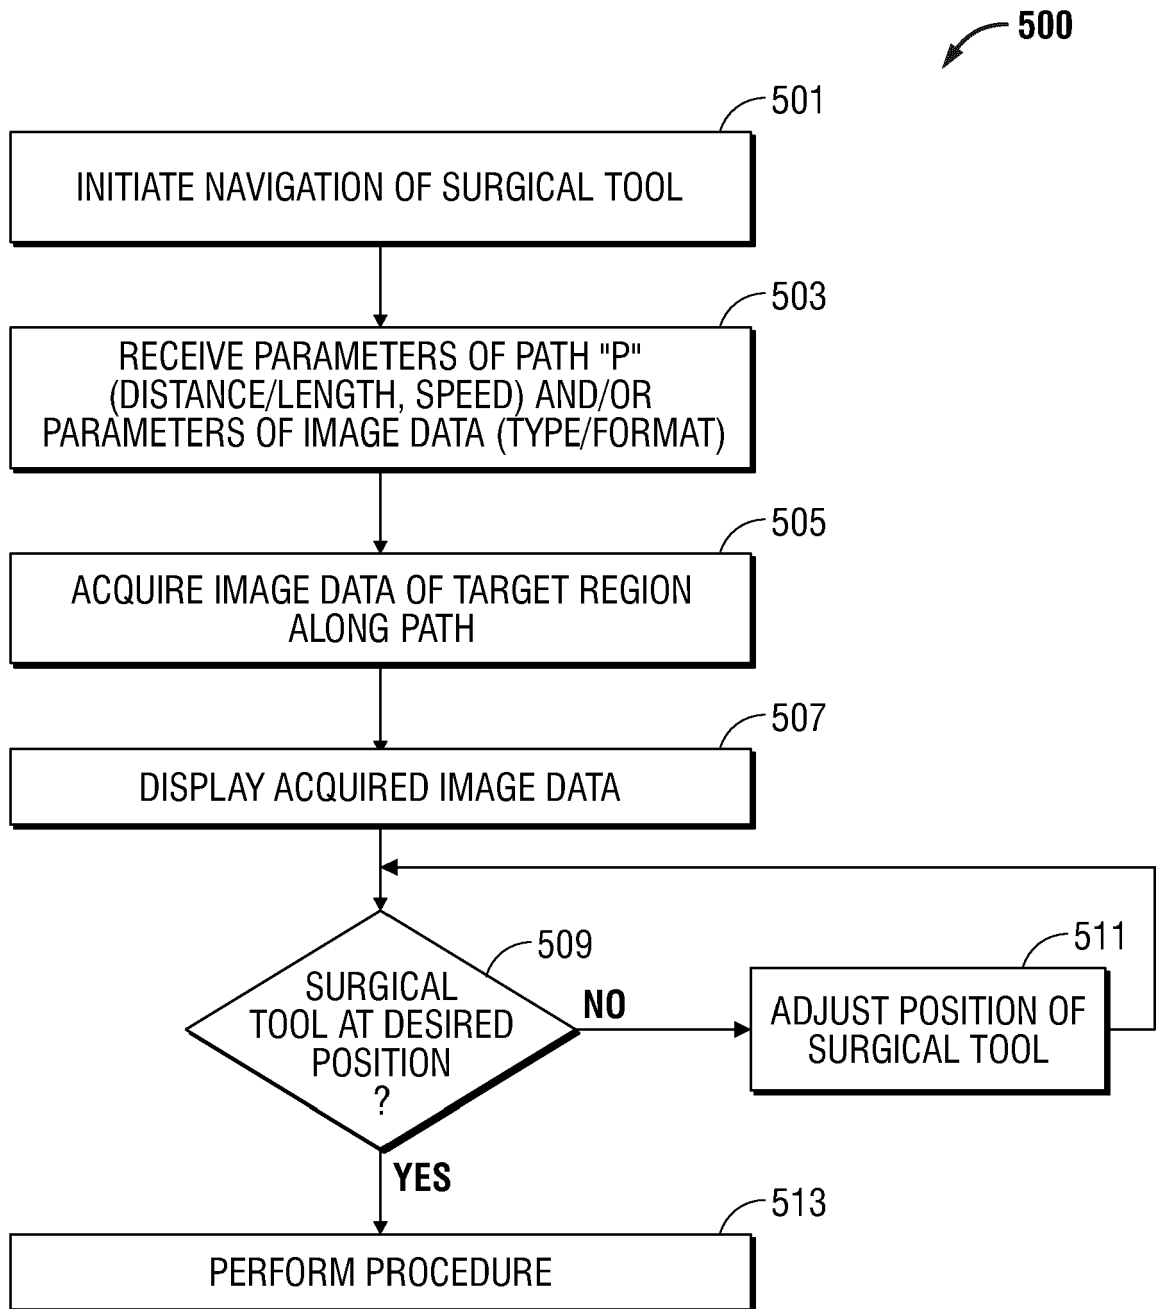 500
501
INITIATE NAVIGATION OF SURGICAL TOOL
503
RECEIVE PARAMETERS OF PATH "P"
(DISTANCE/LENGTH, SPEED) AND/OR
PARAMETERS OF IMAGE DATA (TYPE/FORMAT)
505
ACQUIRE IMAGE DATA OF TARGET REGION
ALONG PATH
507
DISPLAY ACQUIRED IMAGE DATA
509
SURGICAL
TOOL AT DESIRED
POSITION
?
NO
511
ADJUST POSITION OF
SURGICAL TOOL
YES
513
PERFORM PROCEDURE